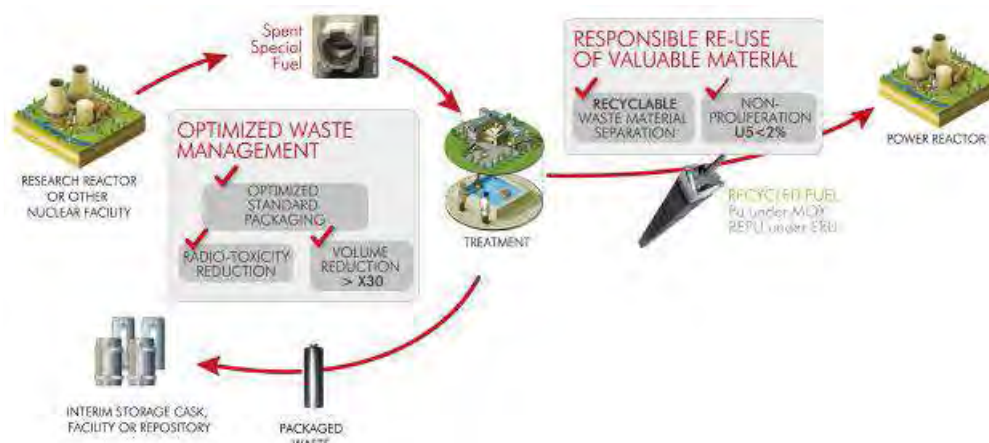 Spent
Special
Fuel
RESEARCH REACTOR
OR OTHER
NUCLEAR FACILITY
OPTIMIZED WASTE
MANAGEMENT
OPTIMIZED
STANDARD
PACKAGING
RADIO-TOXICITY
REDUCTION
VOLUME
REDUCTION
> X30
TREATMENT
RESPONSIBLE RE-USE
OF VALUABLE MATERIAL
RECYCLABLE
WASTE MATERIAL
SEPARATION
NON-
PROLIFERATION
U5<2%
POWER REACTOR
RECYCLED FUEL
Pu under MOX
REPU under ERU
INTERIM STORAGE CASK,
FACILITY OR REPOSITORY
PACKAGED
WASTE